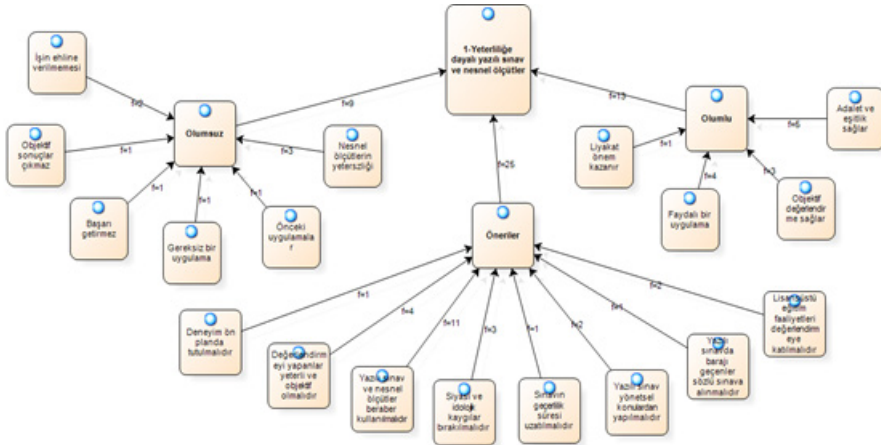 İşin ehline
verilmemesi
f=2
Objektif
sonuçlar
çıkmaz
f=1
Başarı
getirmez
f=1
Gereksiz bir
uygulama
f=1
Önceki
uygulamala
r
f=1
Nesnel
ölçütlerin
yeterszliği
f=3
Olumsuz
f=9
1-Yeterliliğe
dayalı yazılı sınav
ve nesnel ölçütler
f=13
Olumlu
Liyakat
önem
kazanır
f=1
Faydalı bir
uygulama
f=4
Objektif
değerlendir
me sağlar
f=3
Adalet ve
eşitlik
sağlar
f=5
f=25
Öneriler
f=1
Deneyim ön
planda
tutulmalıdır
f=4
Değerlendirm
eyi yapanlar
yeterli ve
objektif
olmalıdır
f=11
Yazılı sınav
ve nesnel
ölçütler
beraber
kullanılmalıdır
f=3
Siyasi ve
idolojk
kaygılar
bırakılmalıdır
f=1
Sınavın
geçerlilik
süresi
uzatılmalıdır
f=2
Yazılı sınav
yönetsel
konulardan
yapılmalıdır
f=1
Yazılı
sınavda
barajı
geçenler
sözlü sınava
alınmalıdır
f=2
Lisansüstü
eğitim
faaliyetleri
değerlendirm
eye
katılmalıdır